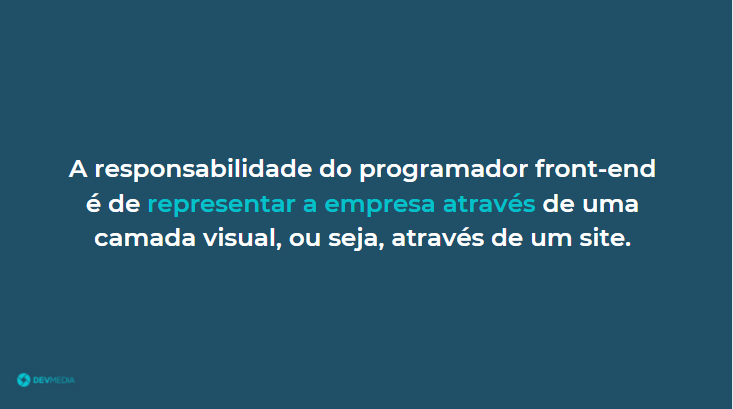 A responsabilidade do programador front-end
é de representar a empresa através de uma
camada visual, ou seja, através de um site.
DEVMEDIA